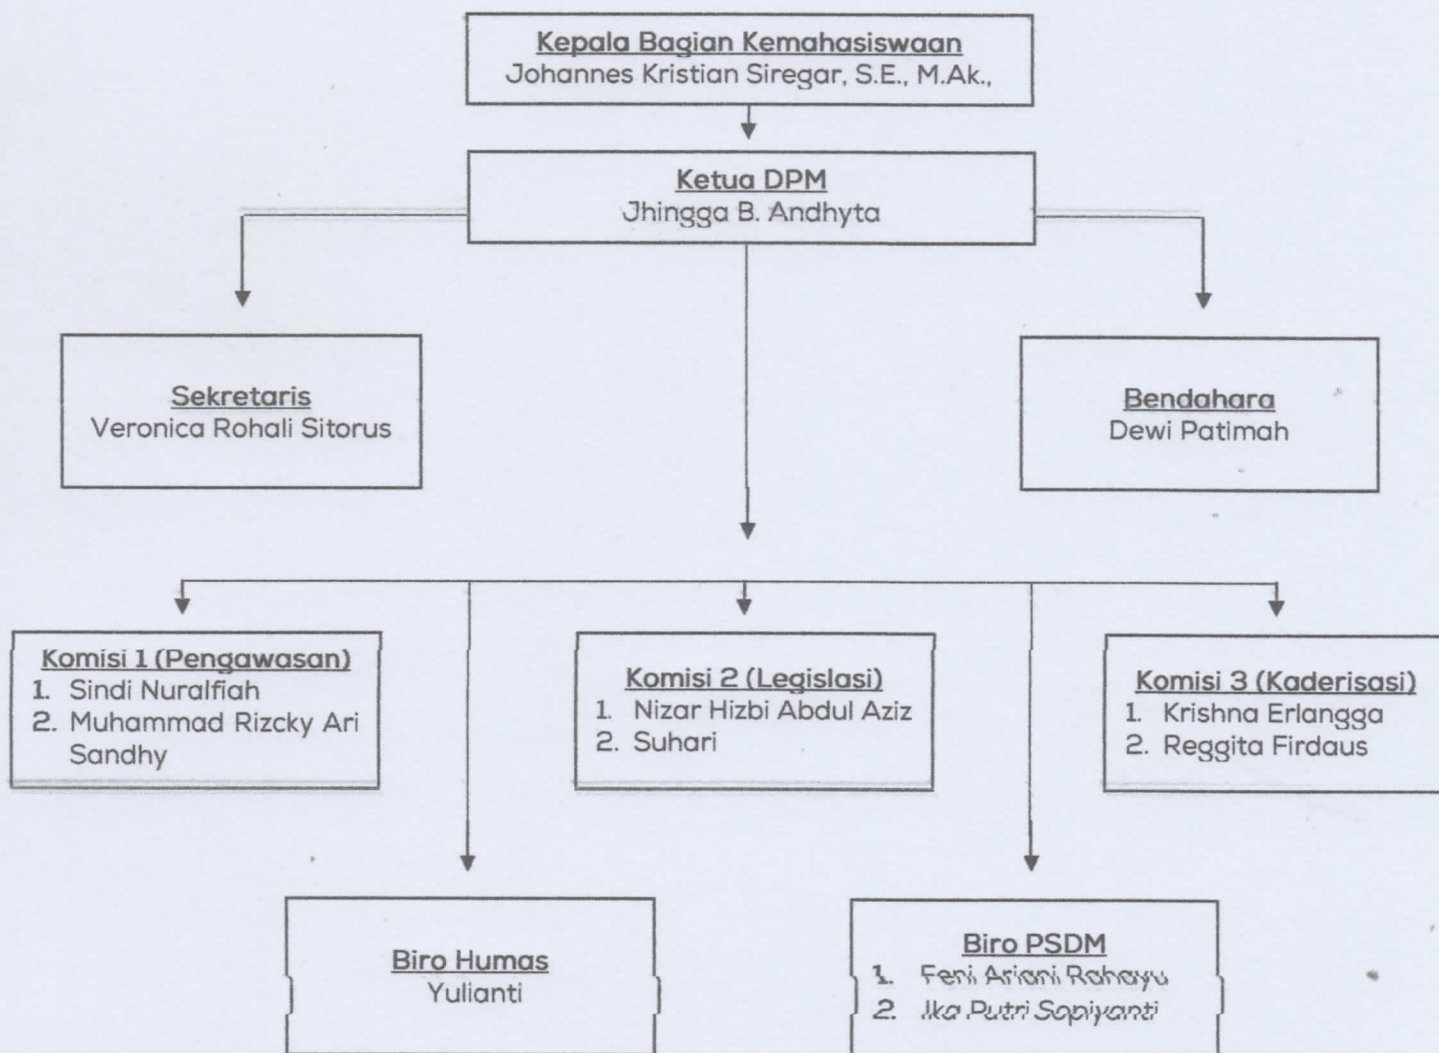 Kepala Bagian Kemahasiswaan
Johannes Kristian Siregar, S.E., M.Ak.,
Ketua DPM
Jhingga B. Andhyta
Sekretaris
Veronica Rohali Sitorus
Bendahara
Dewi Patimah
Komisi 1 (Pengawasan)
1. Sindi Nuralfiah
2. Muhammad Rizcky Ari
Sandhy
Komisi 2 (Legislasi)
1. Nizar Hizbi Abdul Aziz
2. Suhari
Komisi 3 (Kaderisasi)
1. Krishna Erlangga
2. Reggita Firdaus
Biro Humas
Yulianti
Biro PSDM
1. Feni Ariani Rahayu
2. Ika Putri Sopiyanti